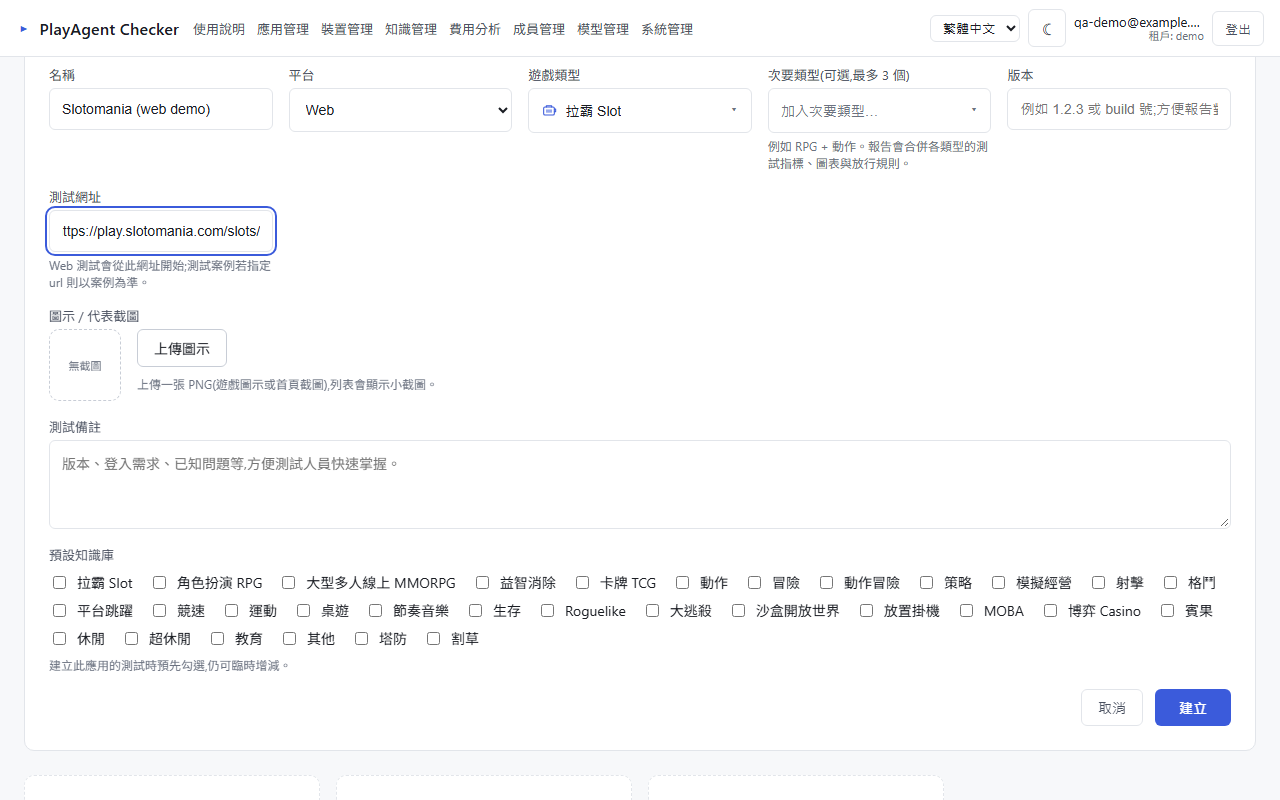 PlayAgent Checker 使用說明 應用管理 裝置管理 知識管理 費用分析 成員管理 模型管理 系統管理 繁體中文 qa-demo@example.... 登出
租戶: demo
名稱 平台 遊戲類型 次要類型(可選,最多 3 個) 版本
Slotomania (web demo) Web 拉霸 Slot 加入次要類型... 例如 1.2.3 或 build 號;方便報告
例如 RPG + 動作。報告會合併各類型的測
試指標、圖表與放行規則。
測試網址
ttps://play.slotomania.com/slots/
Web 測試會從此網址開始;測試案例若指定
url 則以案例為準。
圖示 / 代表截圖
無截圖
上傳圖示
上傳一張 PNG(遊戲圖示或首頁截圖),列表會顯示小截圖。
測試備註
版本、登入需求、已知問題等,方便測試人員快速掌握。
預設知識庫
拉霸 Slot 角色扮演 RPG 大型多人線上 MMORPG 益智消除 卡牌 TCG 動作 冒險 動作冒險 策略 模擬經營 射擊 格鬥
平台跳躍 競速 運動 桌遊 節奏音樂 生存 Roguelike 大逃殺 沙盒開放世界 放置掛機 MOBA 博弈 Casino 賓果
休閒 超休閒 教育 其他 塔防 割草
建立此應用的測試時預先勾選,仍可臨時增減。
取消 建立